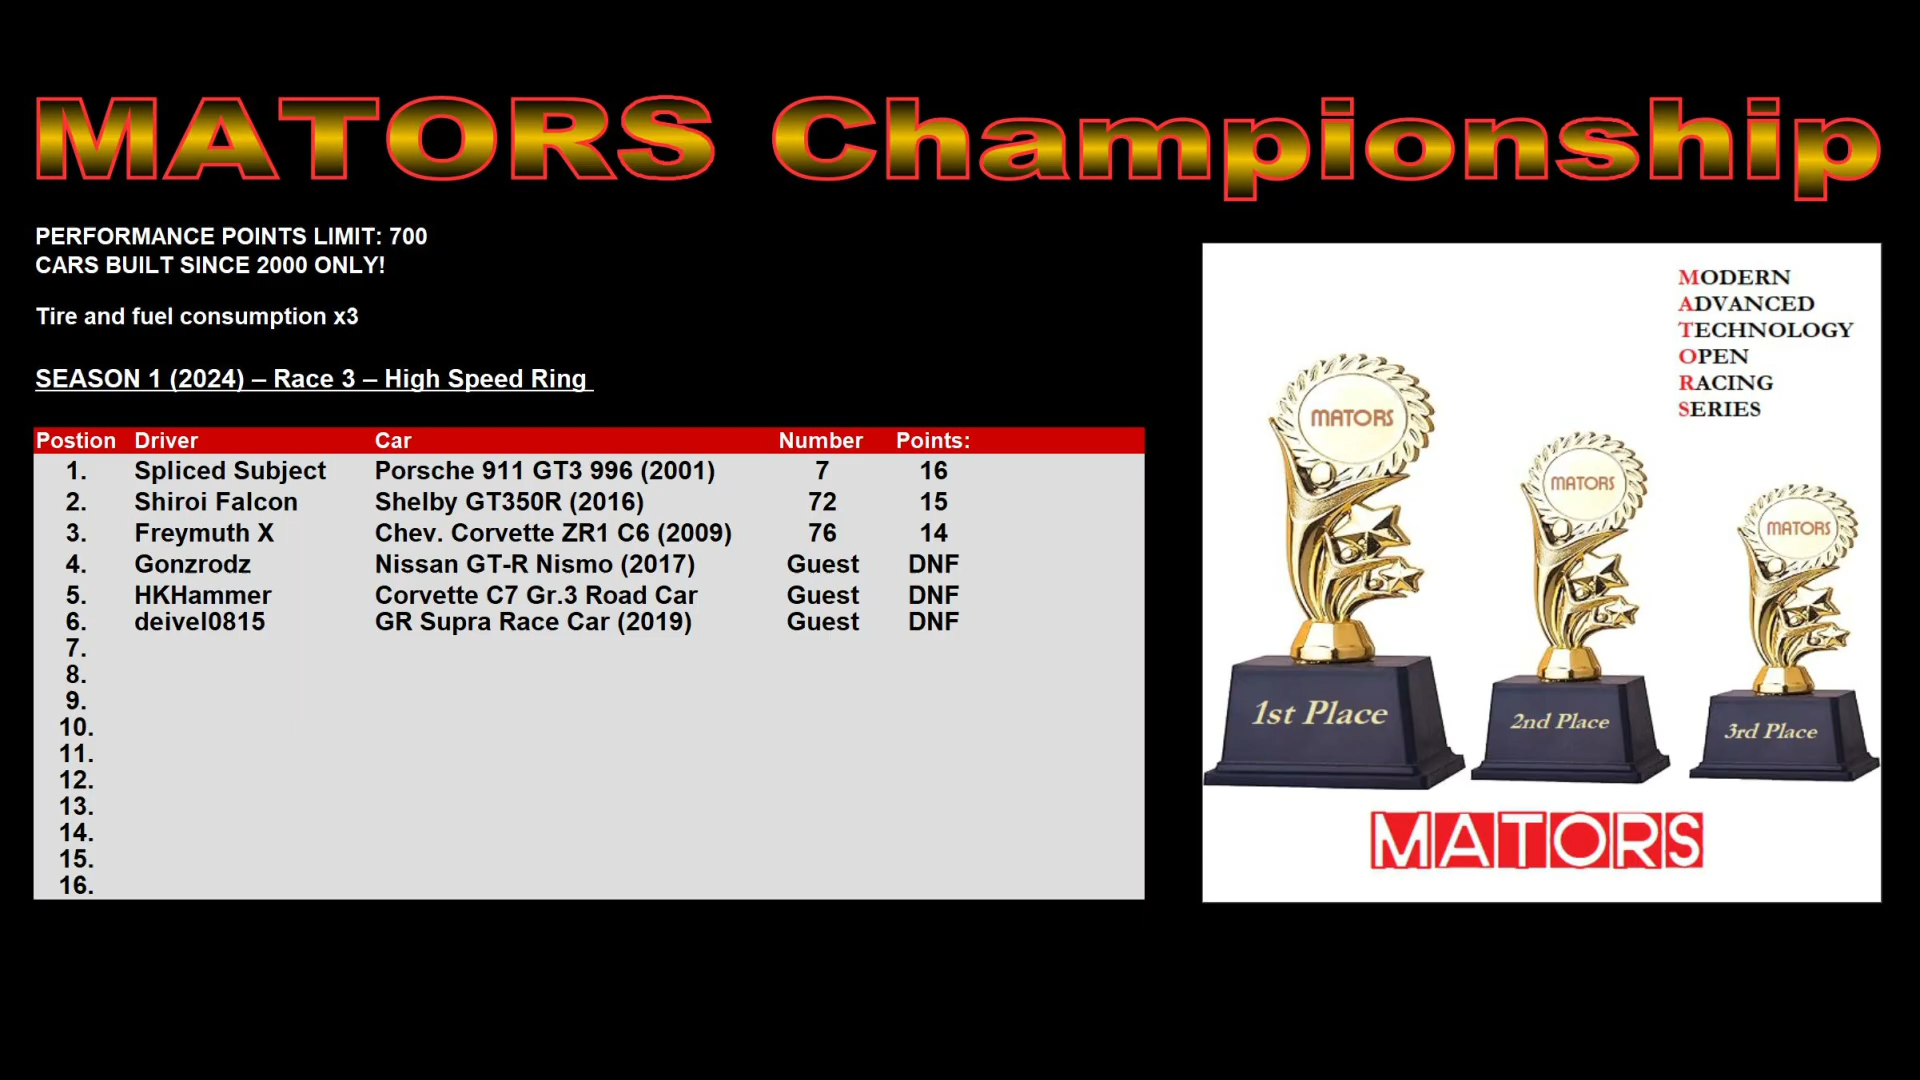 MATORS Championship
PERFORMANCE POINTS LIMIT: 700
CARS BUILT SINCE 2000 ONLY!
Tire and fuel consumption x3
SEASON 1 (2024) – Race 3 – High Speed Ring
Postion Driver Car Number Points:
1. Spliced Subject Porsche 911 GT3 996 (2001) 7 16
2. Shiroi Falcon Shelby GT350R (2016) 72 15
3. Freymuth X Chev. Corvette ZR1 C6 (2009) 76 14
4. Gonzrodz Nissan GT-R Nismo (2017) Guest DNF
5. HKHammer Corvette C7 Gr.3 Road Car Guest DNF
6. deivel0815 GR Supra Race Car (2019) Guest DNF
7.
8.
9.
10.
11.
12.
13.
14.
15.
16.
MODERN
ADVANCED
TECHNOLOGY
OPEN
RACING
SERIES
MATORS
MATORS
MATORS
1st Place
2nd Place
3rd Place
MATORS